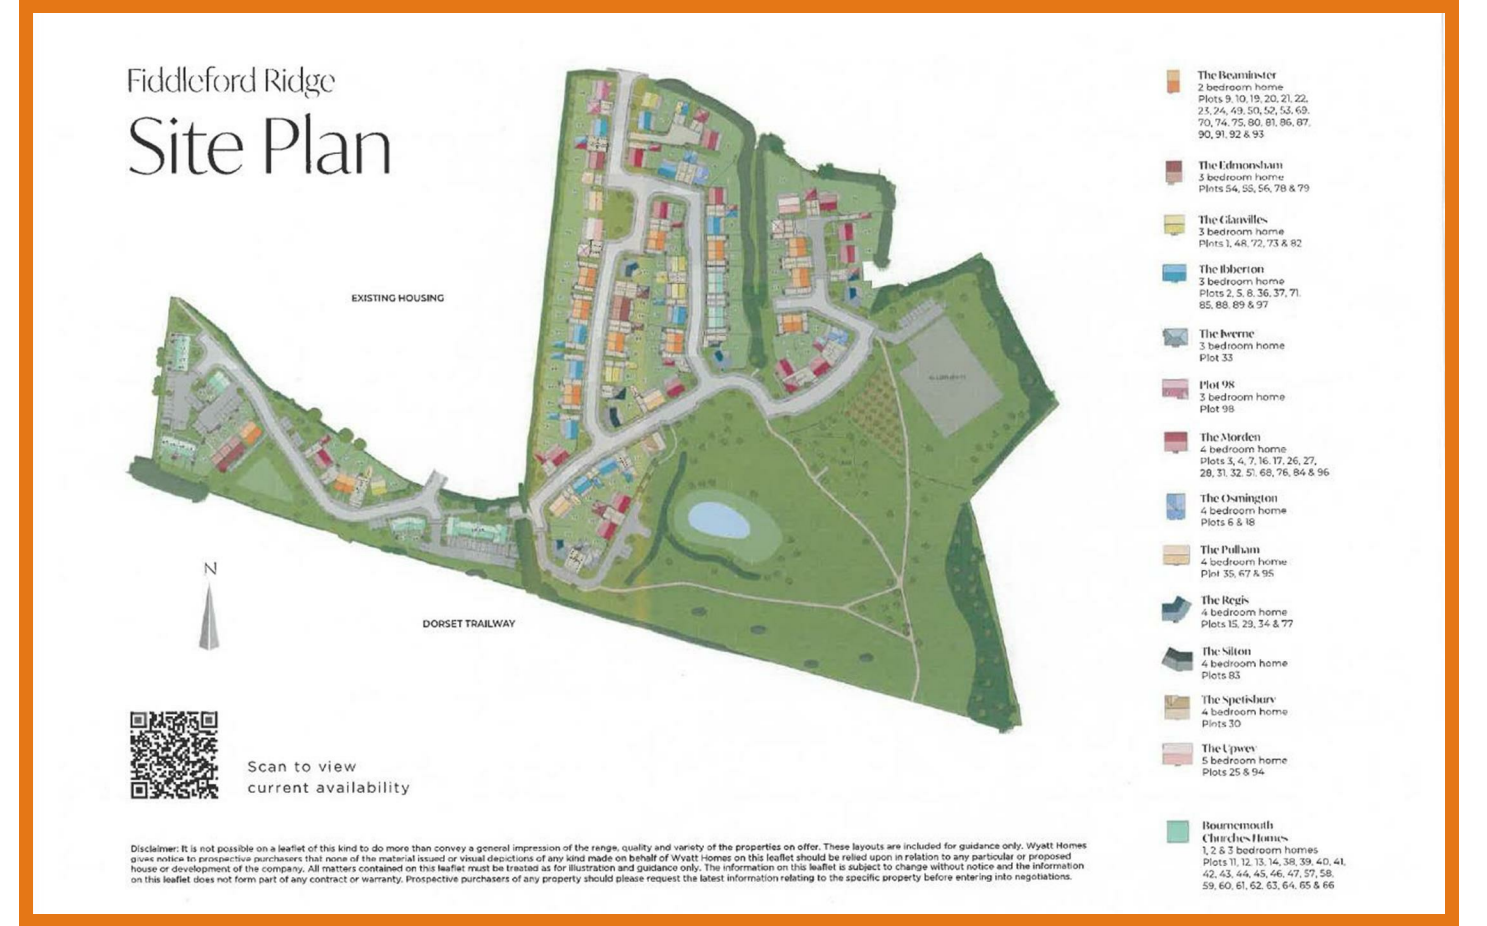 Fiddleford Ridge
Site Plan
EXISTING HOUSING
DORSET TRAILWAY
N
Scan to view
current availability
The Beaminster
2 bedroom home
Plots 9, 10, 19, 20, 21, 22,
23, 24, 49, 50, 52, 53, 69,
70, 74, 75, 80, 81, 86, 87,
90, 91, 92 & 93
The Edmonsham
3 bedroom home
Plots 54, 55, 56, 78 & 79
The Glanvilles
3 bedroom home
Plots 1, 48, 72, 73 & 82
The Ibberton
3 bedroom home
Plots 2, 5, 8, 36, 37, 71,
85, 88, 89 & 97
The Iwerne
3 bedroom home
Plot 33
Plot 98
3 bedroom home
Plot 98
The Morden
4 bedroom home
Plots 3, 4, 7, 16, 17, 26, 27,
28, 31, 32, 51, 68, 76, 84 & 96
The Osmington
4 bedroom home
Plots 6 & 18
The Pulham
4 bedroom home
Plot 35, 67 & 95
The Regis
4 bedroom home
Plots 15, 29, 34 & 77
The Silton
4 bedroom home
Plots 83
The Spetisbury
4 bedroom home
Plots 30
The Upwey
5 bedroom home
Plots 25 & 94
Bournemouth
Churches Homes
1, 2 & 3 bedroom homes
Plots 11, 12, 13, 14, 38, 39, 40, 41,
42, 43, 44, 45, 46, 47, 57, 58,
59, 60, 61, 62, 63, 64, 65 & 66
Disclaimer: It is not possible on a leaflet of this kind to do more than convey a general impression of the range, quality and variety of the properties on offer. These layouts are included for guidance only. Wyatt Homes
gives notice to prospective purchasers that none of the material issued or visual depictions of any kind made on behalf of Wyatt Homes on this leaflet should be relied upon in relation to any particular or proposed
house or development of the company. All matters contained on this leaflet must be treated as for illustration and guidance only. The information on this leaflet is subject to change without notice and the information
on this leaflet does not form part of any contract or warranty. Prospective purchasers of any property should please request the latest information relating to the specific property before entering into negotiations.